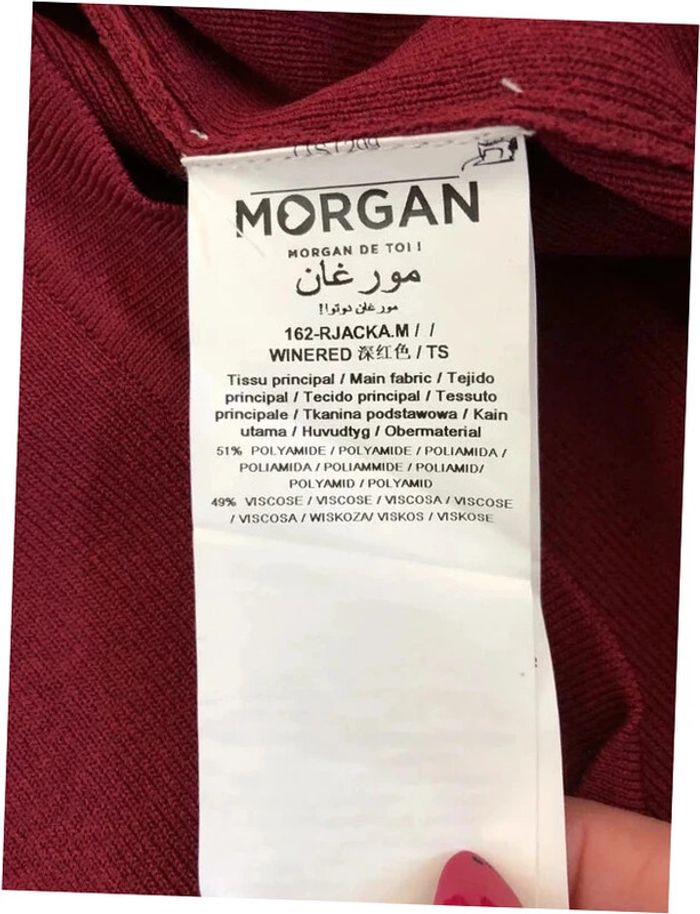 MORGAN
MORGAN DE TOI !
مورغان
مورغان دوتوا!
162-RJACKA.M / /
WINERED 深红色 / TS
Tissu principal / Main fabric / Tejido
principal / Tecido principal / Tessuto
principale / Tkanina podstawowa / Kain
utama / Huvudtyg / Obermaterial
51% POLYAMIDE / POLYAMIDE / POLIAMIDA /
POLIAMIDA / POLIAMMIDE / POLIAMID/
POLYAMID / POLYAMID
49% VISCOSE / VISCOSE / VISCOSA / VISCOSE
/ VISCOSA / WISKOZA/ VISKOS / VISKOSE